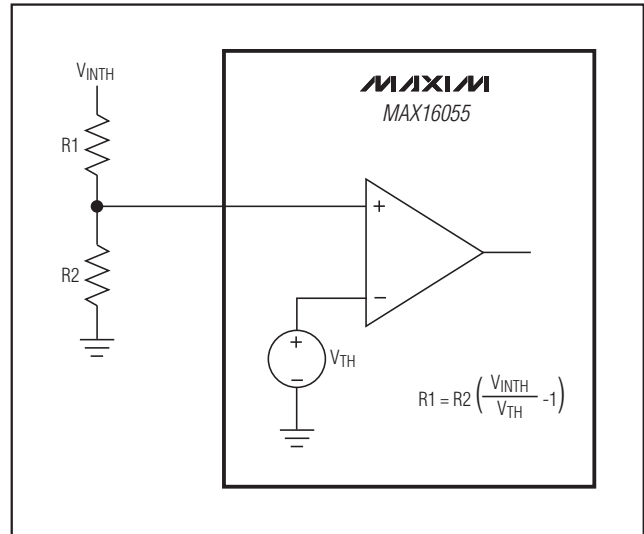 VINTH
MAXIM
MAX16055
R1
+
R2
−
+
VTH
−
R1 = R2 (VINTH / VTH -1)